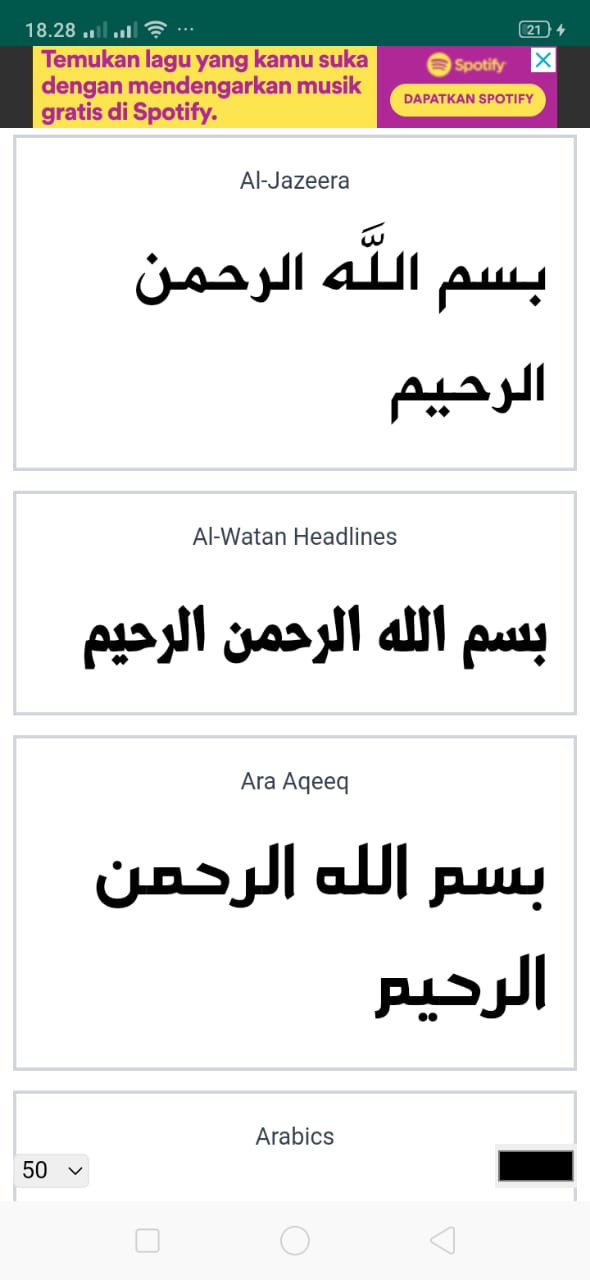 18.28
21
Temukan lagu yang kamu suka
dengan mendengarkan musik
gratis di Spotify.
Spotify
DAPATKAN SPOTIFY
Al-Jazeera
بسم اللَّه الرحمن
الرحيم
Al-Watan Headlines
بسم الله الرحمن الرحيم
Ara Aqeeq
بسم الله الرحمن
الرحيم
Arabics
50